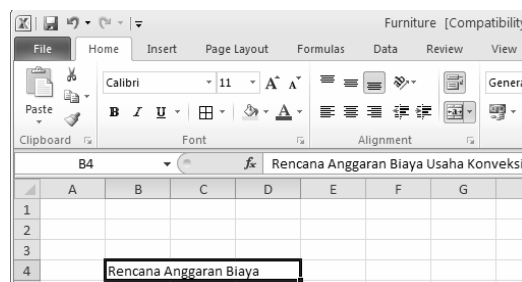 Furniture [Compatibility
File Home Insert Page Layout Formulas Data Review View
Calibri 11 A A Genera
Paste B I U A
Clipboard Font Alignment
B4 fx Rencana Anggaran Biaya Usaha Konveksi
A B C D E F G
1
2
3
4 Rencana Anggaran Biaya